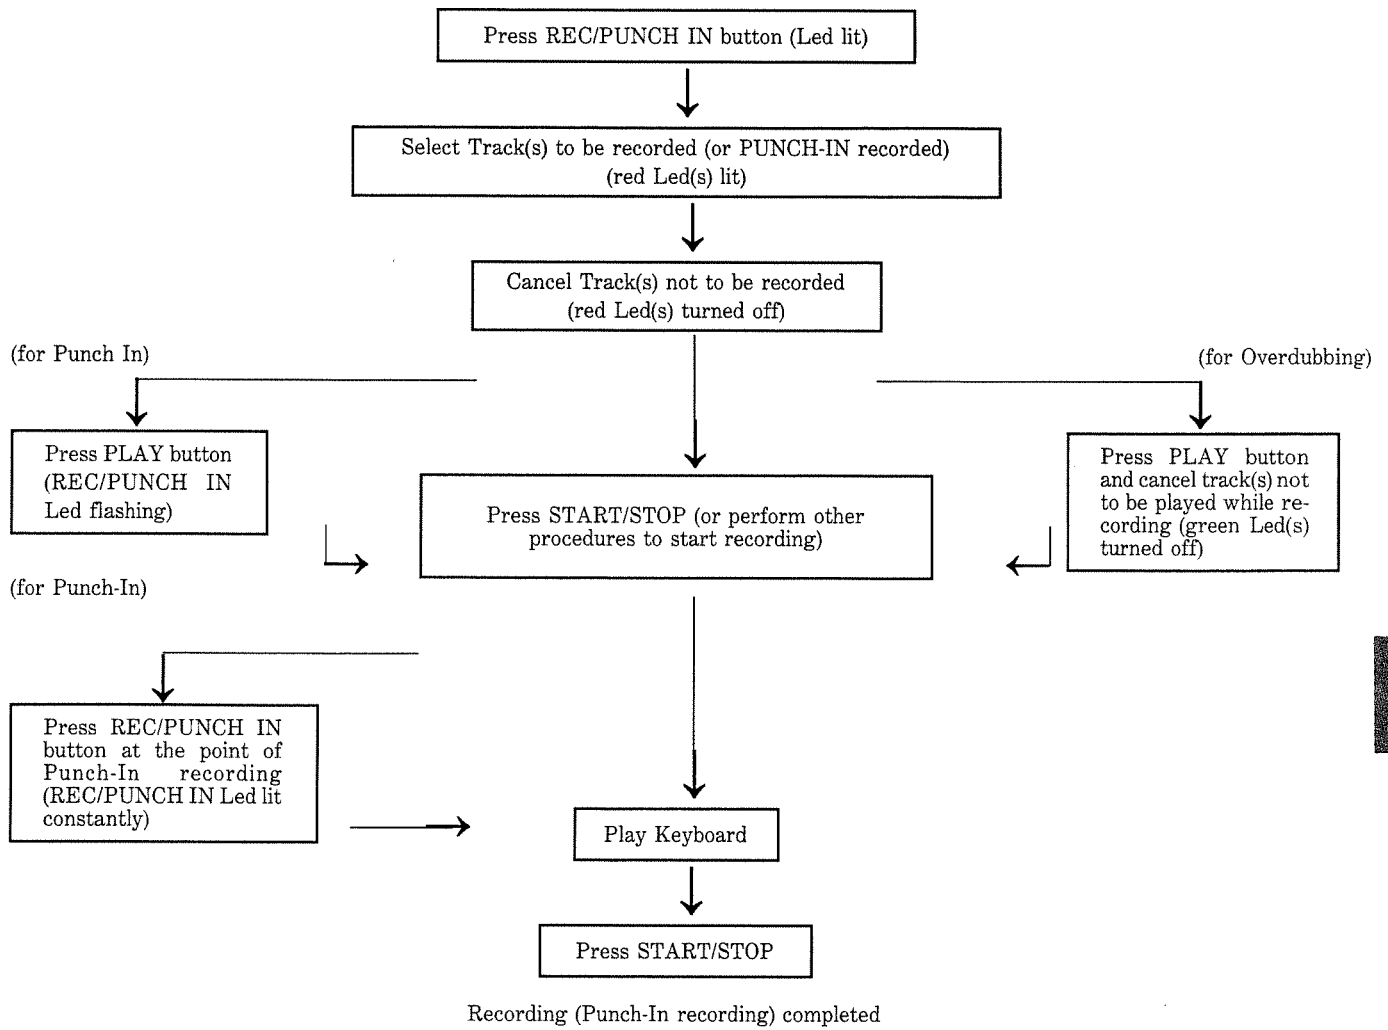 Press REC/PUNCH IN button (Led lit)
Select Track(s) to be recorded (or PUNCH-IN recorded)
(red Led(s) lit)
Cancel Track(s) not to be recorded
(red Led(s) turned off)
(for Punch In)
(for Overdubbing)
Press PLAY button
(REC/PUNCH IN
Led flashing)
Press START/STOP (or perform other
procedures to start recording)
Press PLAY button
and cancel track(s) not
to be played while re-
cording (green Led(s)
turned off)
(for Punch-In)
Press REC/PUNCH IN
button at the point of
Punch-In recording
(REC/PUNCH IN Led lit
constantly)
Play Keyboard
Press START/STOP
Recording (Punch-In recording) completed